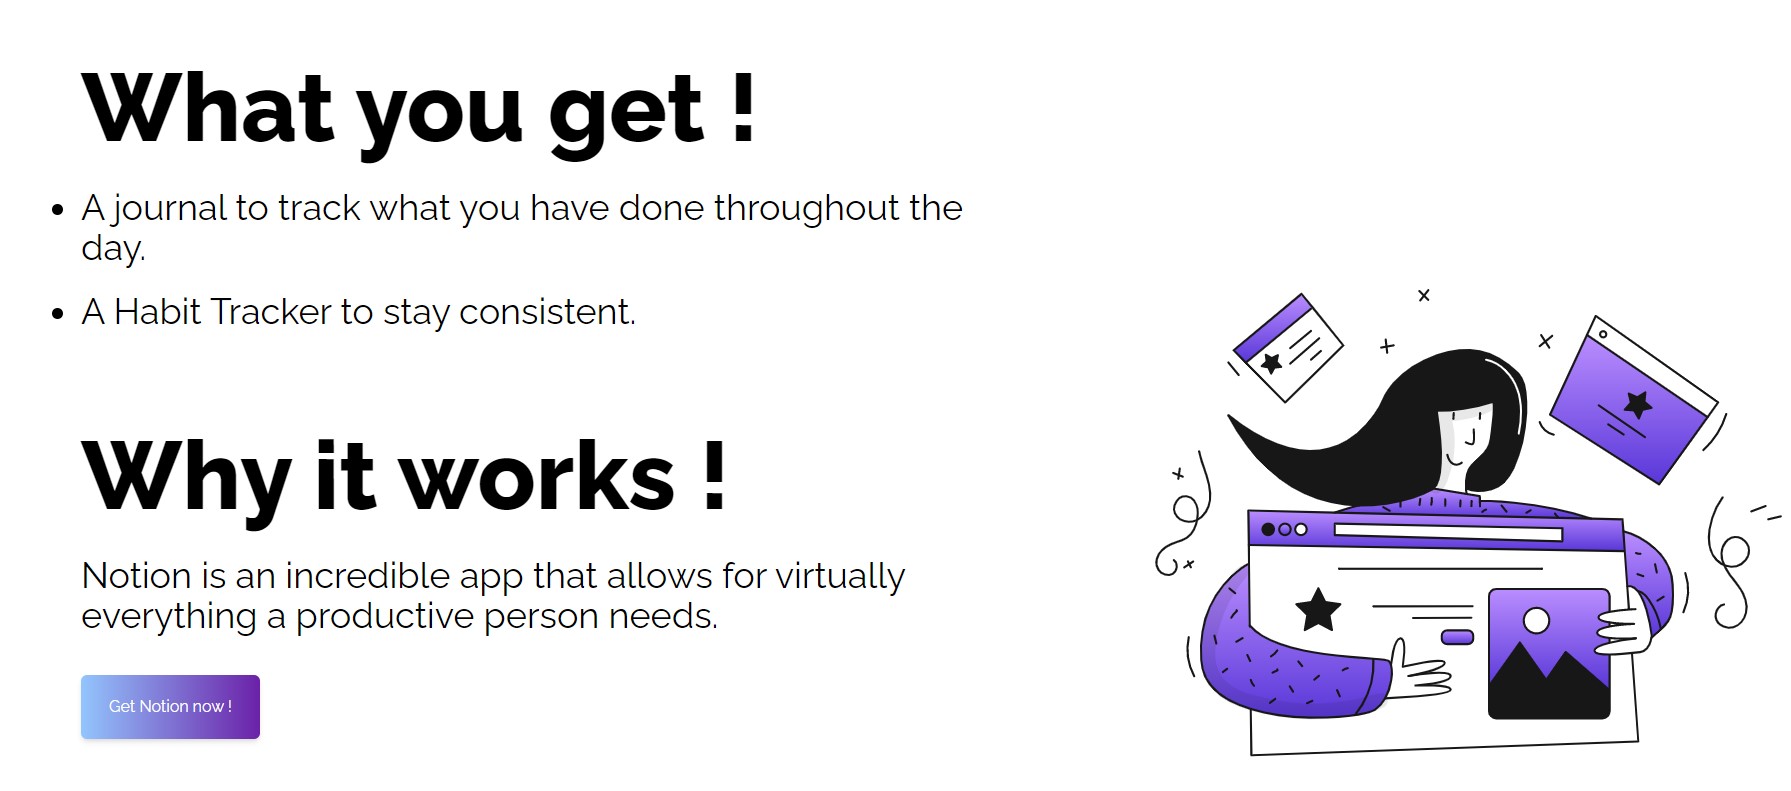 What you get !
• A journal to track what you have done throughout the
day.
• A Habit Tracker to stay consistent.
Why it works !
Notion is an incredible app that allows for virtually
everything a productive person needs.
Get Notion now !